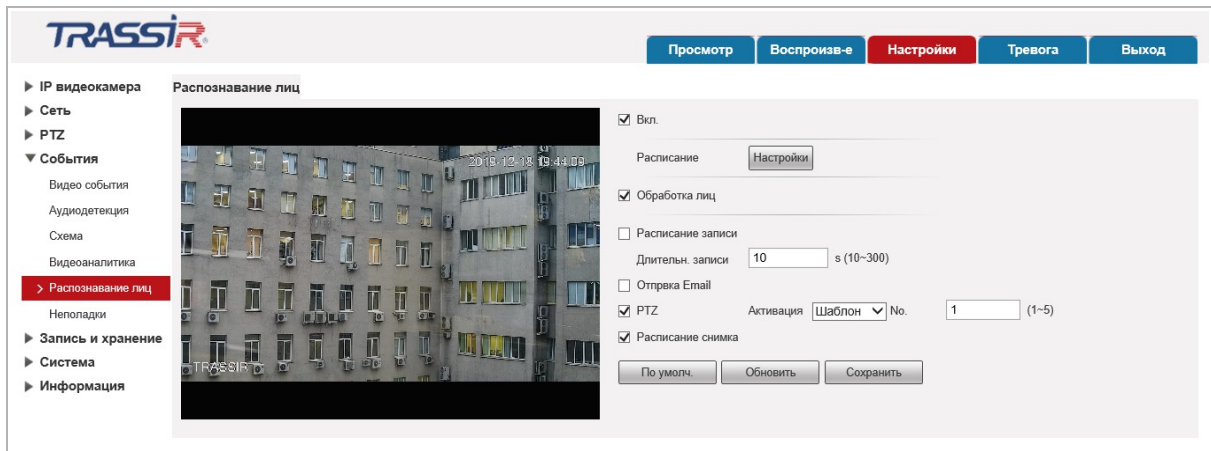 TRASSIR
Просмотр Воспроизв-е Настройки Тревога Выход
IP видеокамера
Сеть
PTZ
События
Видео события
Аудиодетекция
Схема
Видеоаналитика
Распознавание лиц
Неполадки
Запись и хранение
Система
Информация
Распознавание лиц
2019-12-18 19:44:09
TRASSIR
Вкл.
Расписание Настройки
Обработка лиц
Расписание записи
Длительн. записи 10 s (10~300)
Отпрвка Email
PTZ Активация Шаблон No. 1 (1~5)
Расписание снимка
По умолч. Обновить Сохранить